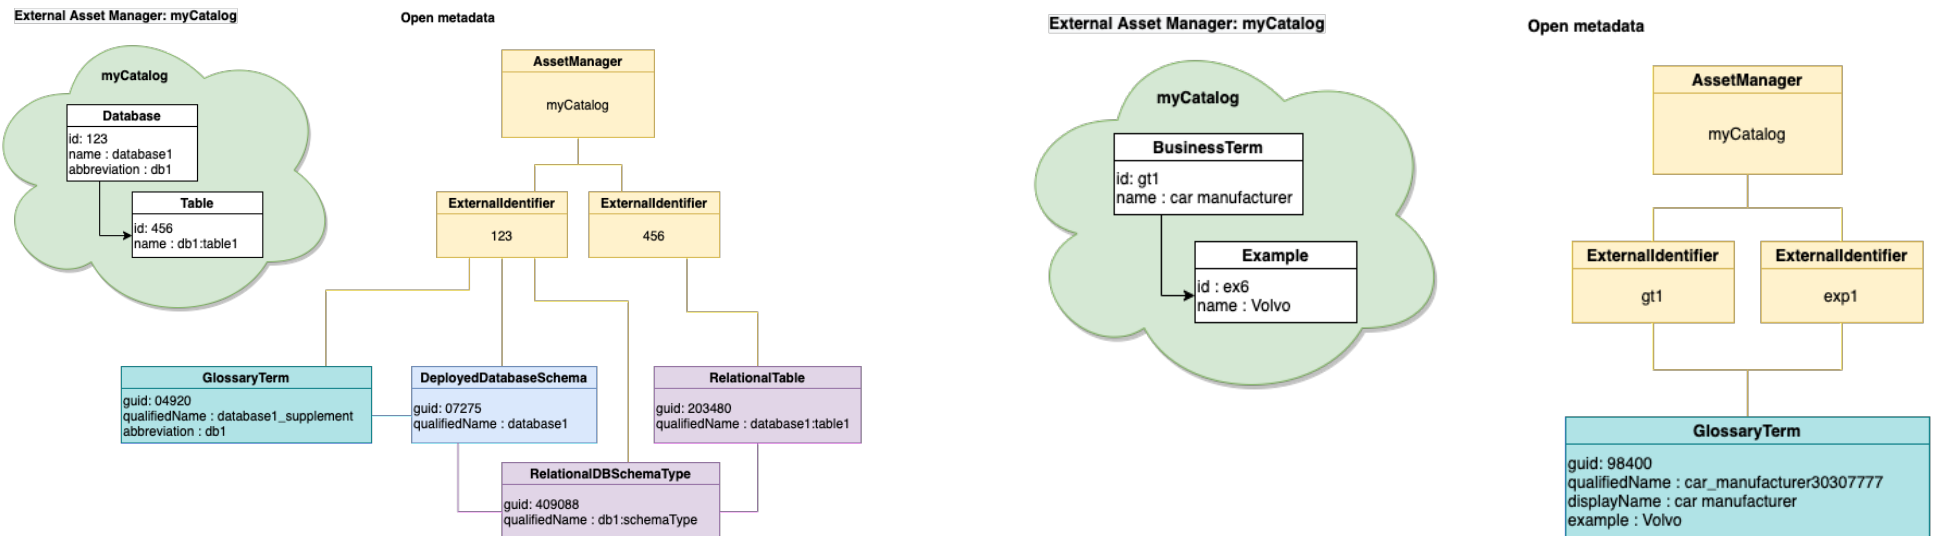 External Asset Manager: myCatalog
Open metadata
myCatalog
Database
id: 123
name : database1
abbreviation : db1
Table
id: 456
name : db1:table1
AssetManager
myCatalog
ExternalIdentifier
123
ExternalIdentifier
456
GlossaryTerm
guid: 04920
qualifiedName : database1_supplement
abbreviation : db1
DeployedDatabaseSchema
guid: 07275
qualifiedName : database1
RelationalTable
guid: 203480
qualifiedName : database1:table1
RelationalDBSchemaType
guid: 409088
qualifiedName : db1:schemaType
External Asset Manager: myCatalog
Open metadata
myCatalog
BusinessTerm
id: gt1
name : car manufacturer
Example
id : ex6
name : Volvo
AssetManager
myCatalog
ExternalIdentifier
gt1
ExternalIdentifier
exp1
GlossaryTerm
guid: 98400
qualifiedName : car_manufacturer30307777
displayName : car manufacturer
example : Volvo